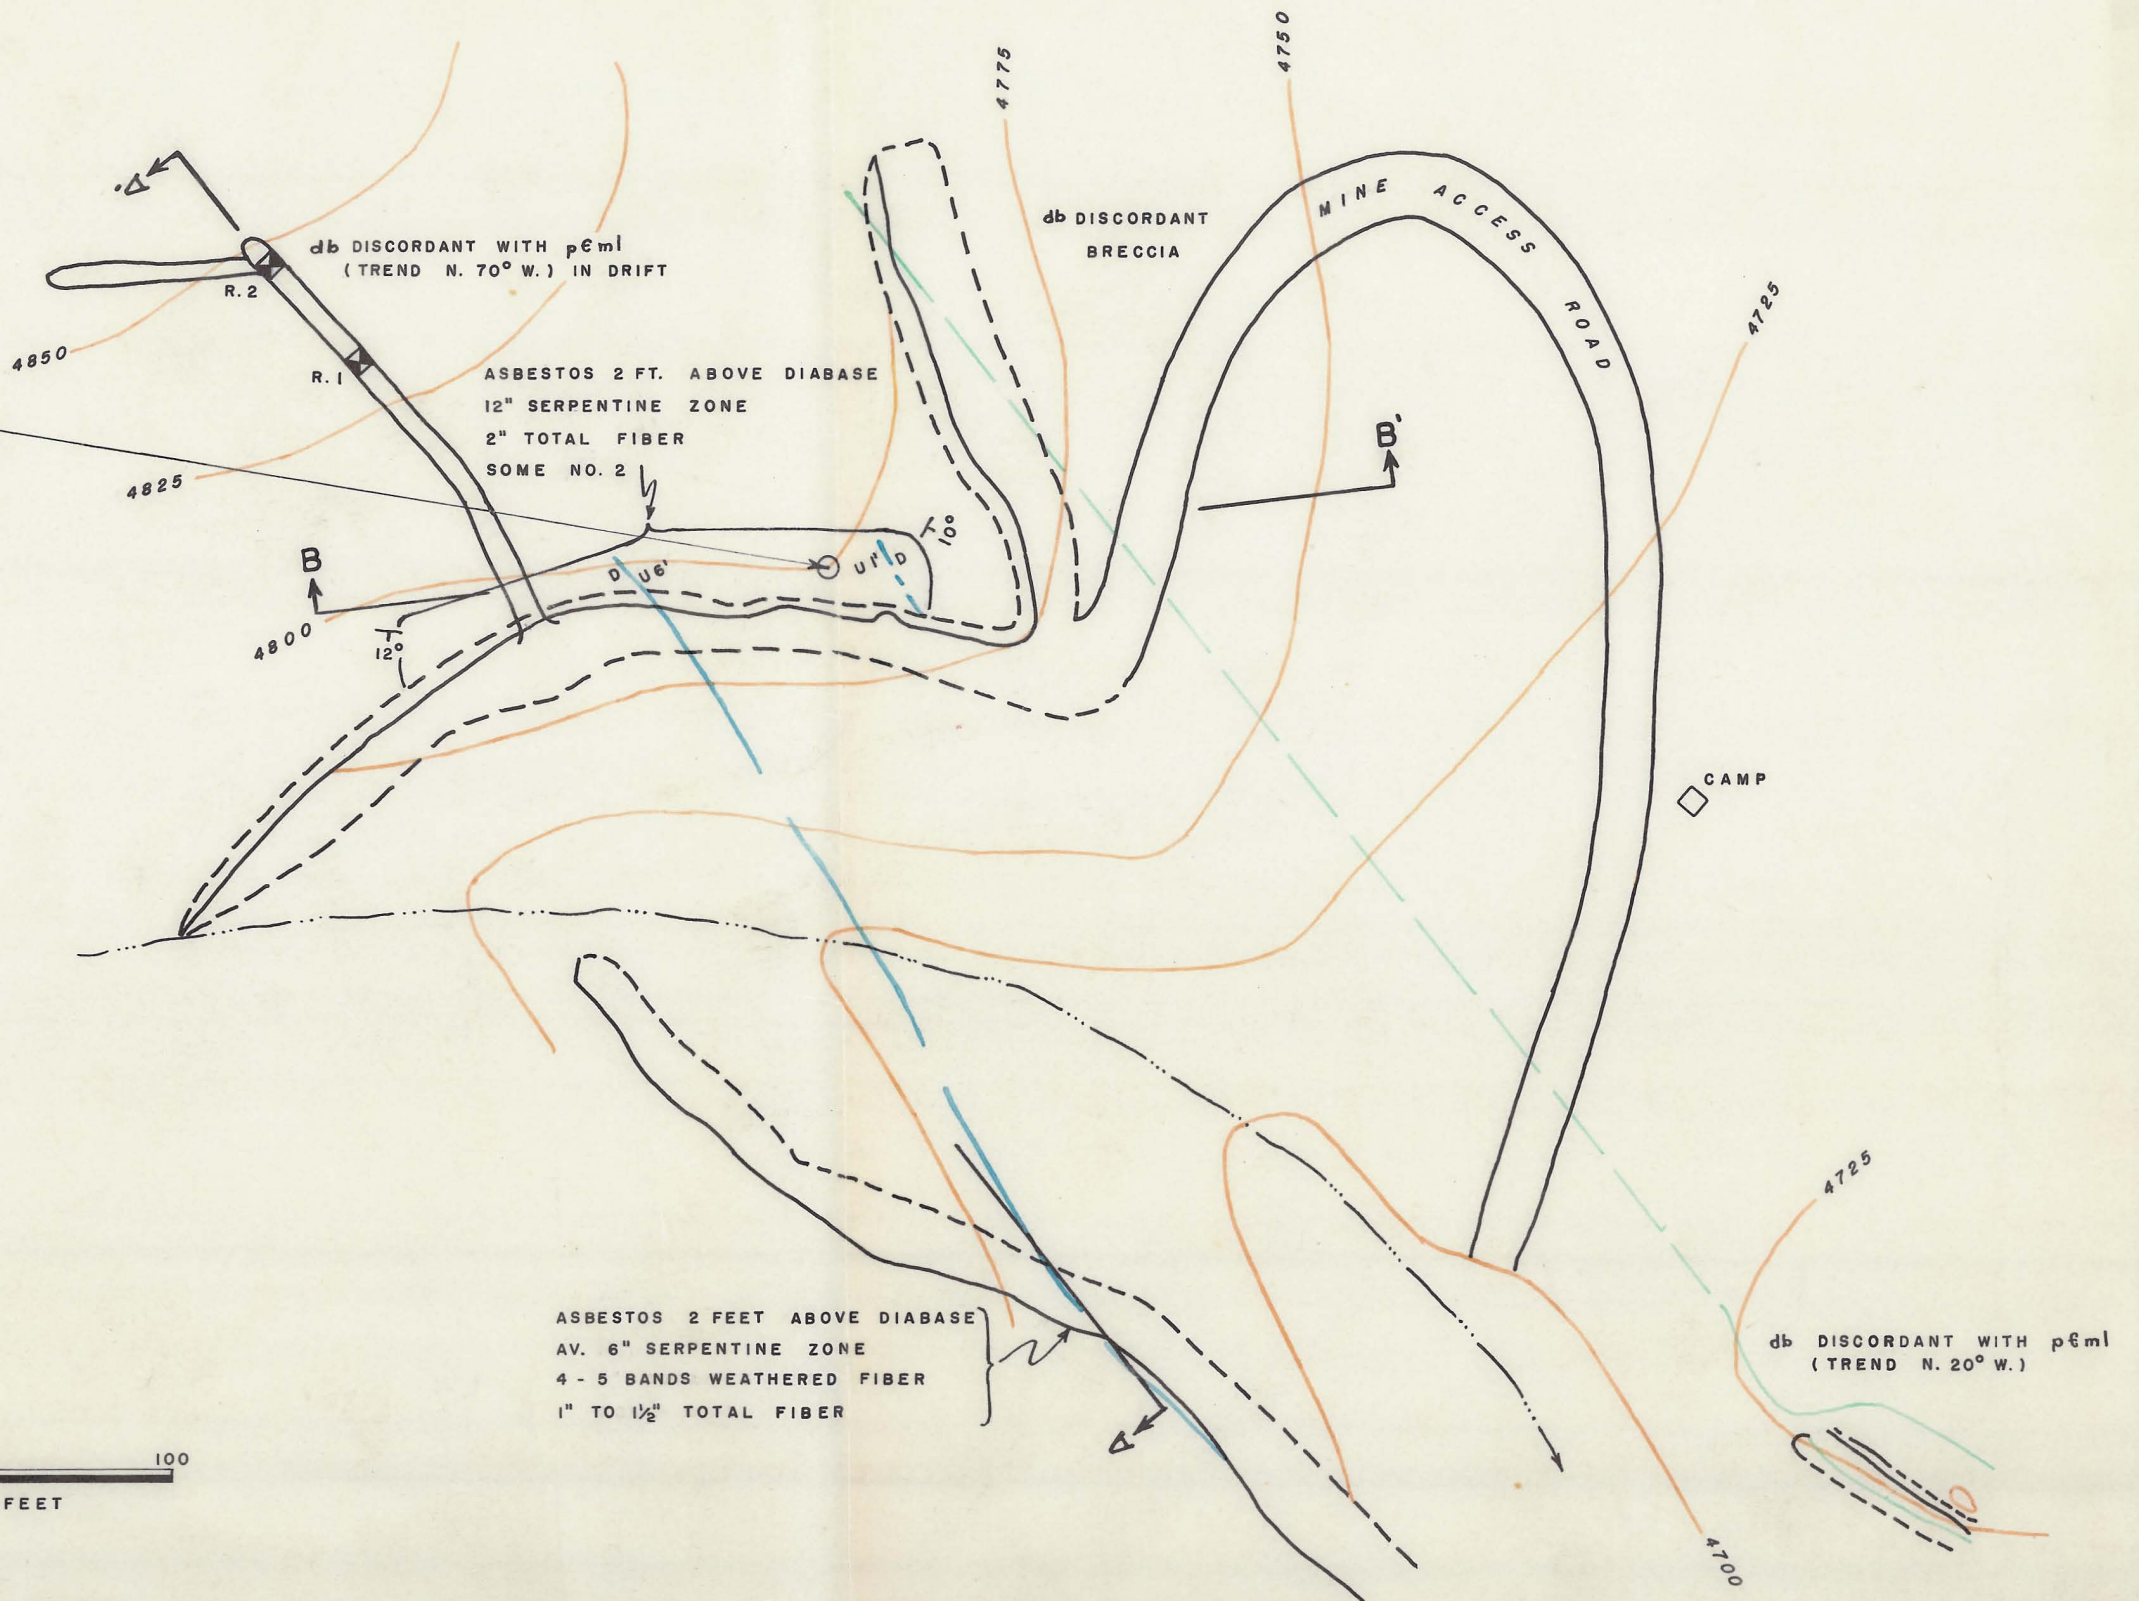 4750
4775
MINE ACCESS ROAD
A'
db DISCORDANT
BRECCIA
db DISCORDANT WITH p€ml
(TREND N. 70° W.) IN DRIFT
R. 2
4725
4850
R. 1
ASBESTOS 2 FT. ABOVE DIABASE
12" SERPENTINE ZONE
2" TOTAL FIBER
SOME NO. 2
B'
4825
10°
B
D U6'
U1' D
4800
12°
CAMP
4725
ASBESTOS 2 FEET ABOVE DIABASE
AV. 6" SERPENTINE ZONE
4 - 5 BANDS WEATHERED FIBER
1" TO 1½" TOTAL FIBER
db DISCORDANT WITH p€ml
(TREND N. 20° W.)
A
100
FEET
4700